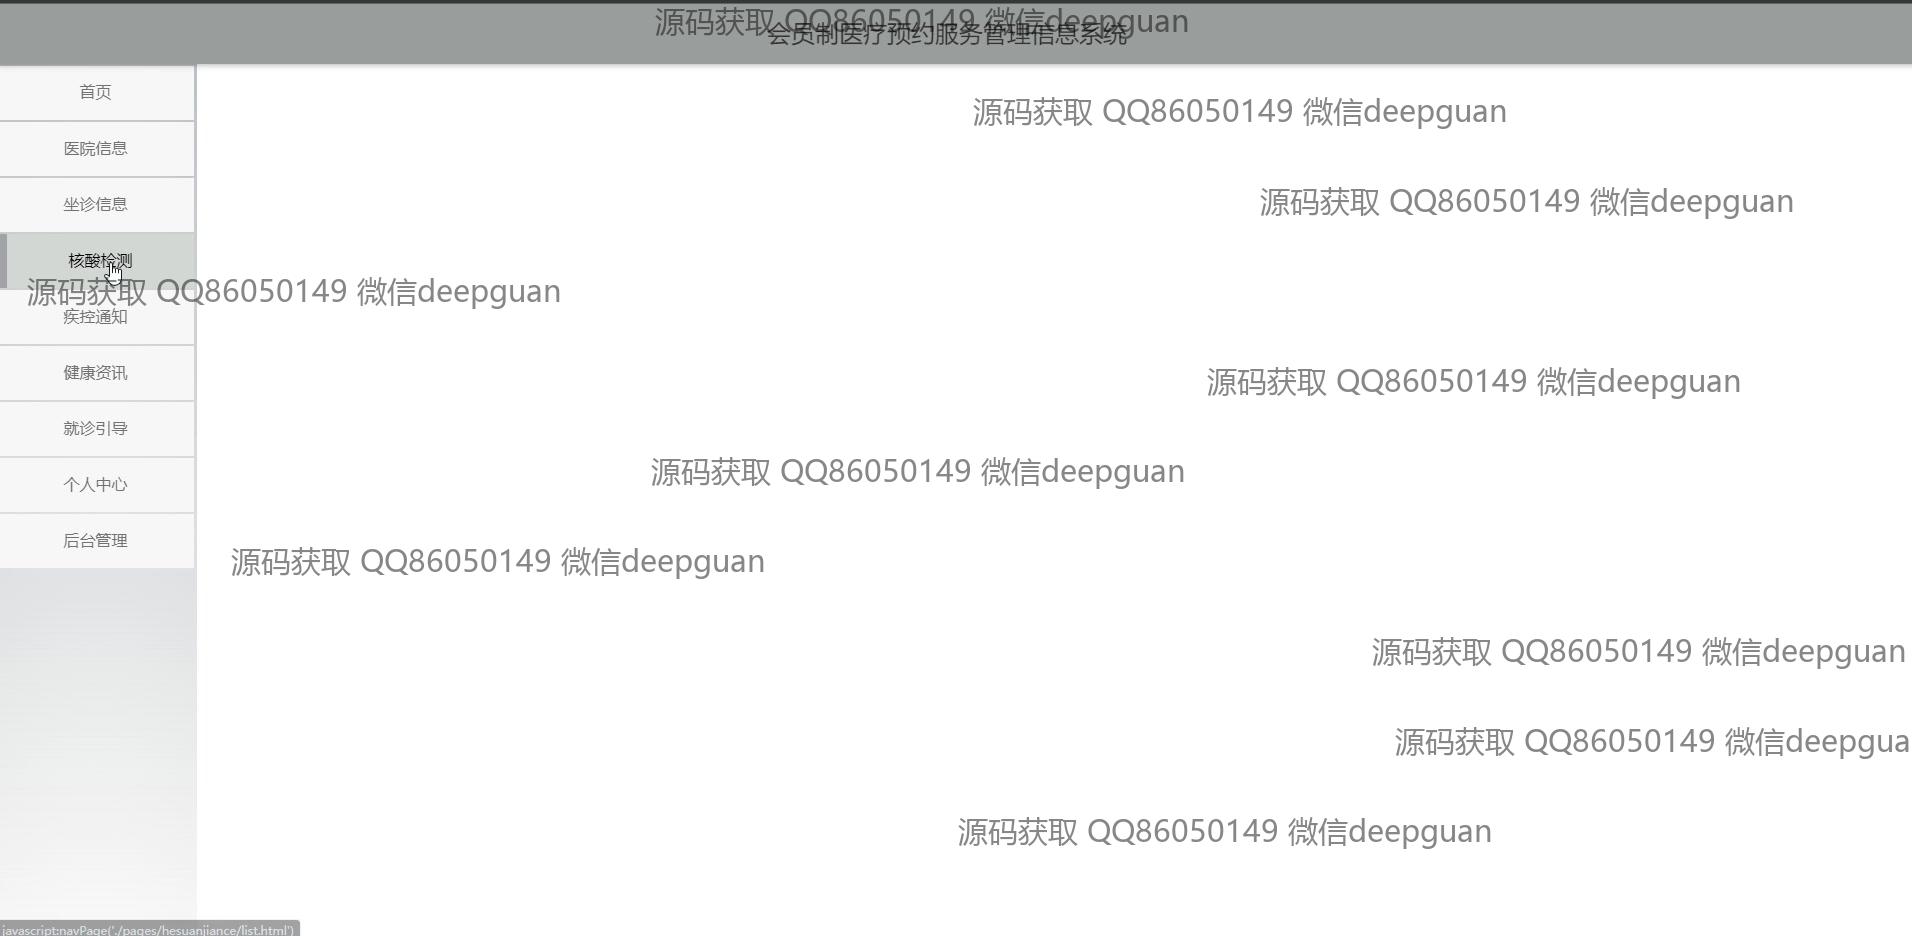 源码获取 QQ86050149 微信deepguan
会员制医疗预约服务管理信息系统
首页
源码获取 QQ86050149 微信deepguan
医院信息
坐诊信息
源码获取 QQ86050149 微信deepguan
核酸检测
源码获取 QQ86050149 微信deepguan
疾控通知
健康资讯
源码获取 QQ86050149 微信deepguan
就诊引导
源码获取 QQ86050149 微信deepguan
个人中心
后台管理
源码获取 QQ86050149 微信deepguan
源码获取 QQ86050149 微信deepguan
源码获取 QQ86050149 微信deepgua
源码获取 QQ86050149 微信deepguan
javascript:navPage('./pages/hesuanjiance/list.html')